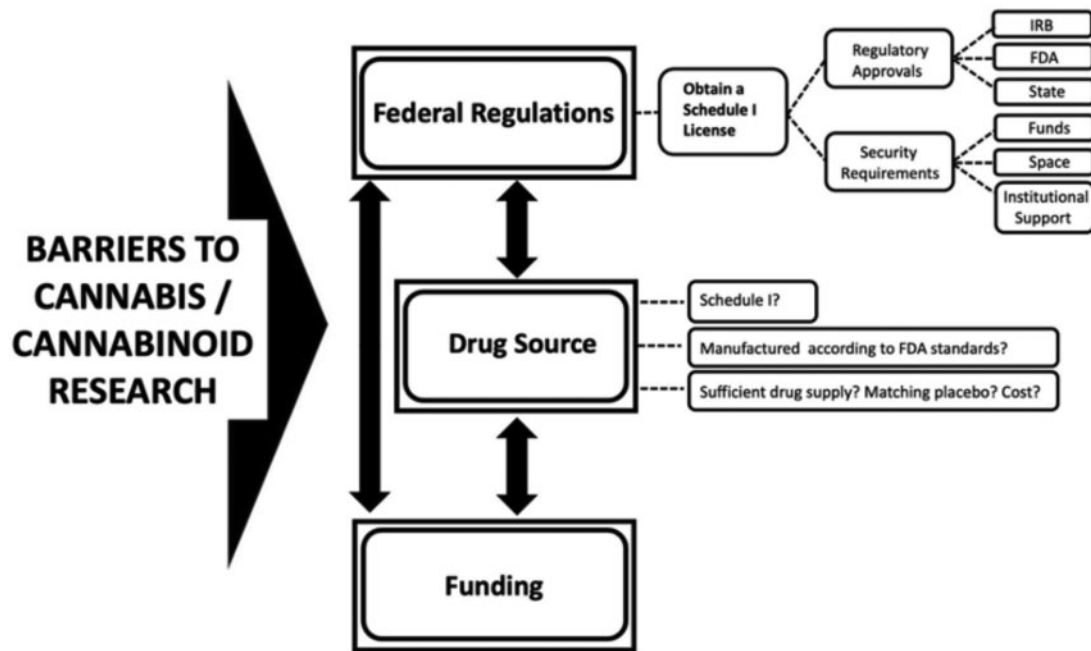 BARRIERS TO
CANNABIS /
CANNABINOID
RESEARCH
Federal Regulations
Obtain a
Schedule I
License
Regulatory
Approvals
IRB
FDA
State
Security
Requirements
Funds
Space
Institutional
Support
Drug Source
Schedule I?
Manufactured according to FDA standards?
Sufficient drug supply? Matching placebo? Cost?
Funding